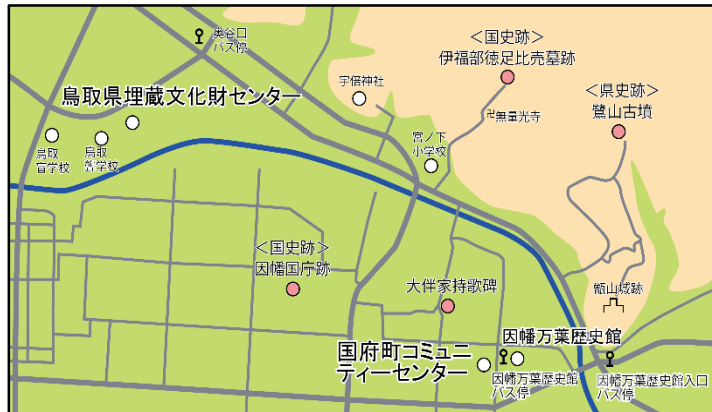 奥谷口
バス停
＜国史跡＞
伊福部徳足比売墓跡
宇倍神社
鳥取県埋蔵文化財センター
＜県史跡＞
鷺山古墳
卍無量光寺
鳥取
盲学校
鳥取
聾学校
宮ノ下
小学校
＜国史跡＞
因幡国庁跡
大伴家持歌碑
甑山城跡
国府町コミュニ
ティーセンター
因幡万葉歴史館
因幡万葉歴史館
バス停
因幡万葉歴史館入口
バス停